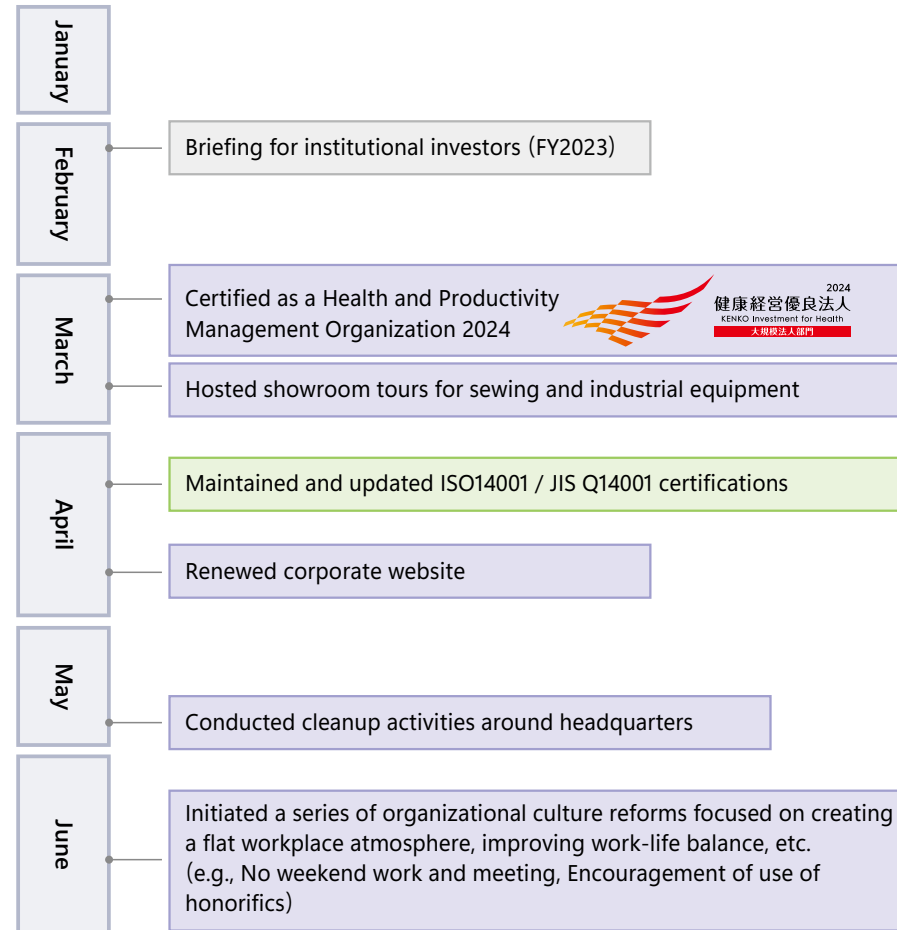 January
February
Briefing for institutional investors (FY2023)
March
Certified as a Health and Productivity
Management Organization 2024
2024
健康経営優良法人
KENKO Investment for Health
大規模法人部門
Hosted showroom tours for sewing and industrial equipment
April
Maintained and updated ISO14001 / JIS Q14001 certifications
Renewed corporate website
May
Conducted cleanup activities around headquarters
June
Initiated a series of organizational culture reforms focused on creating
a flat workplace atmosphere, improving work-life balance, etc.
(e.g., No weekend work and meeting, Encouragement of use of
honorifics)